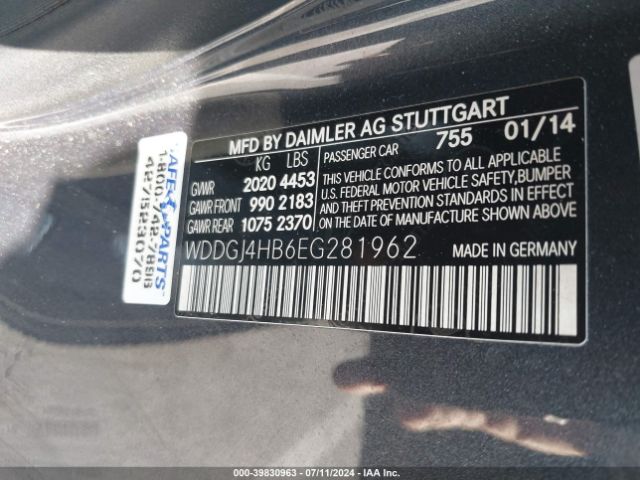 MFD BY DAIMLER AG STUTTGART
KG LBS PASSENGER CAR 755 01/14
GVWR 2020 4453
GAWR FRONT 990 2183
GAWR REAR 1075 2370
THIS VEHICLE CONFORMS TO ALL APPLICABLE
U.S. FEDERAL MOTOR VEHICLE SAFETY, BUMPER
AND THEFT PREVENTION STANDARDS IN EFFECT
ON THE DATE OF MANUFACTURE SHOWN ABOVE.
WDDGJ4HB6EG281962 MADE IN GERMANY
PARTS
42752307O
000-39830963 - 07/11/2024 - IAA Inc.